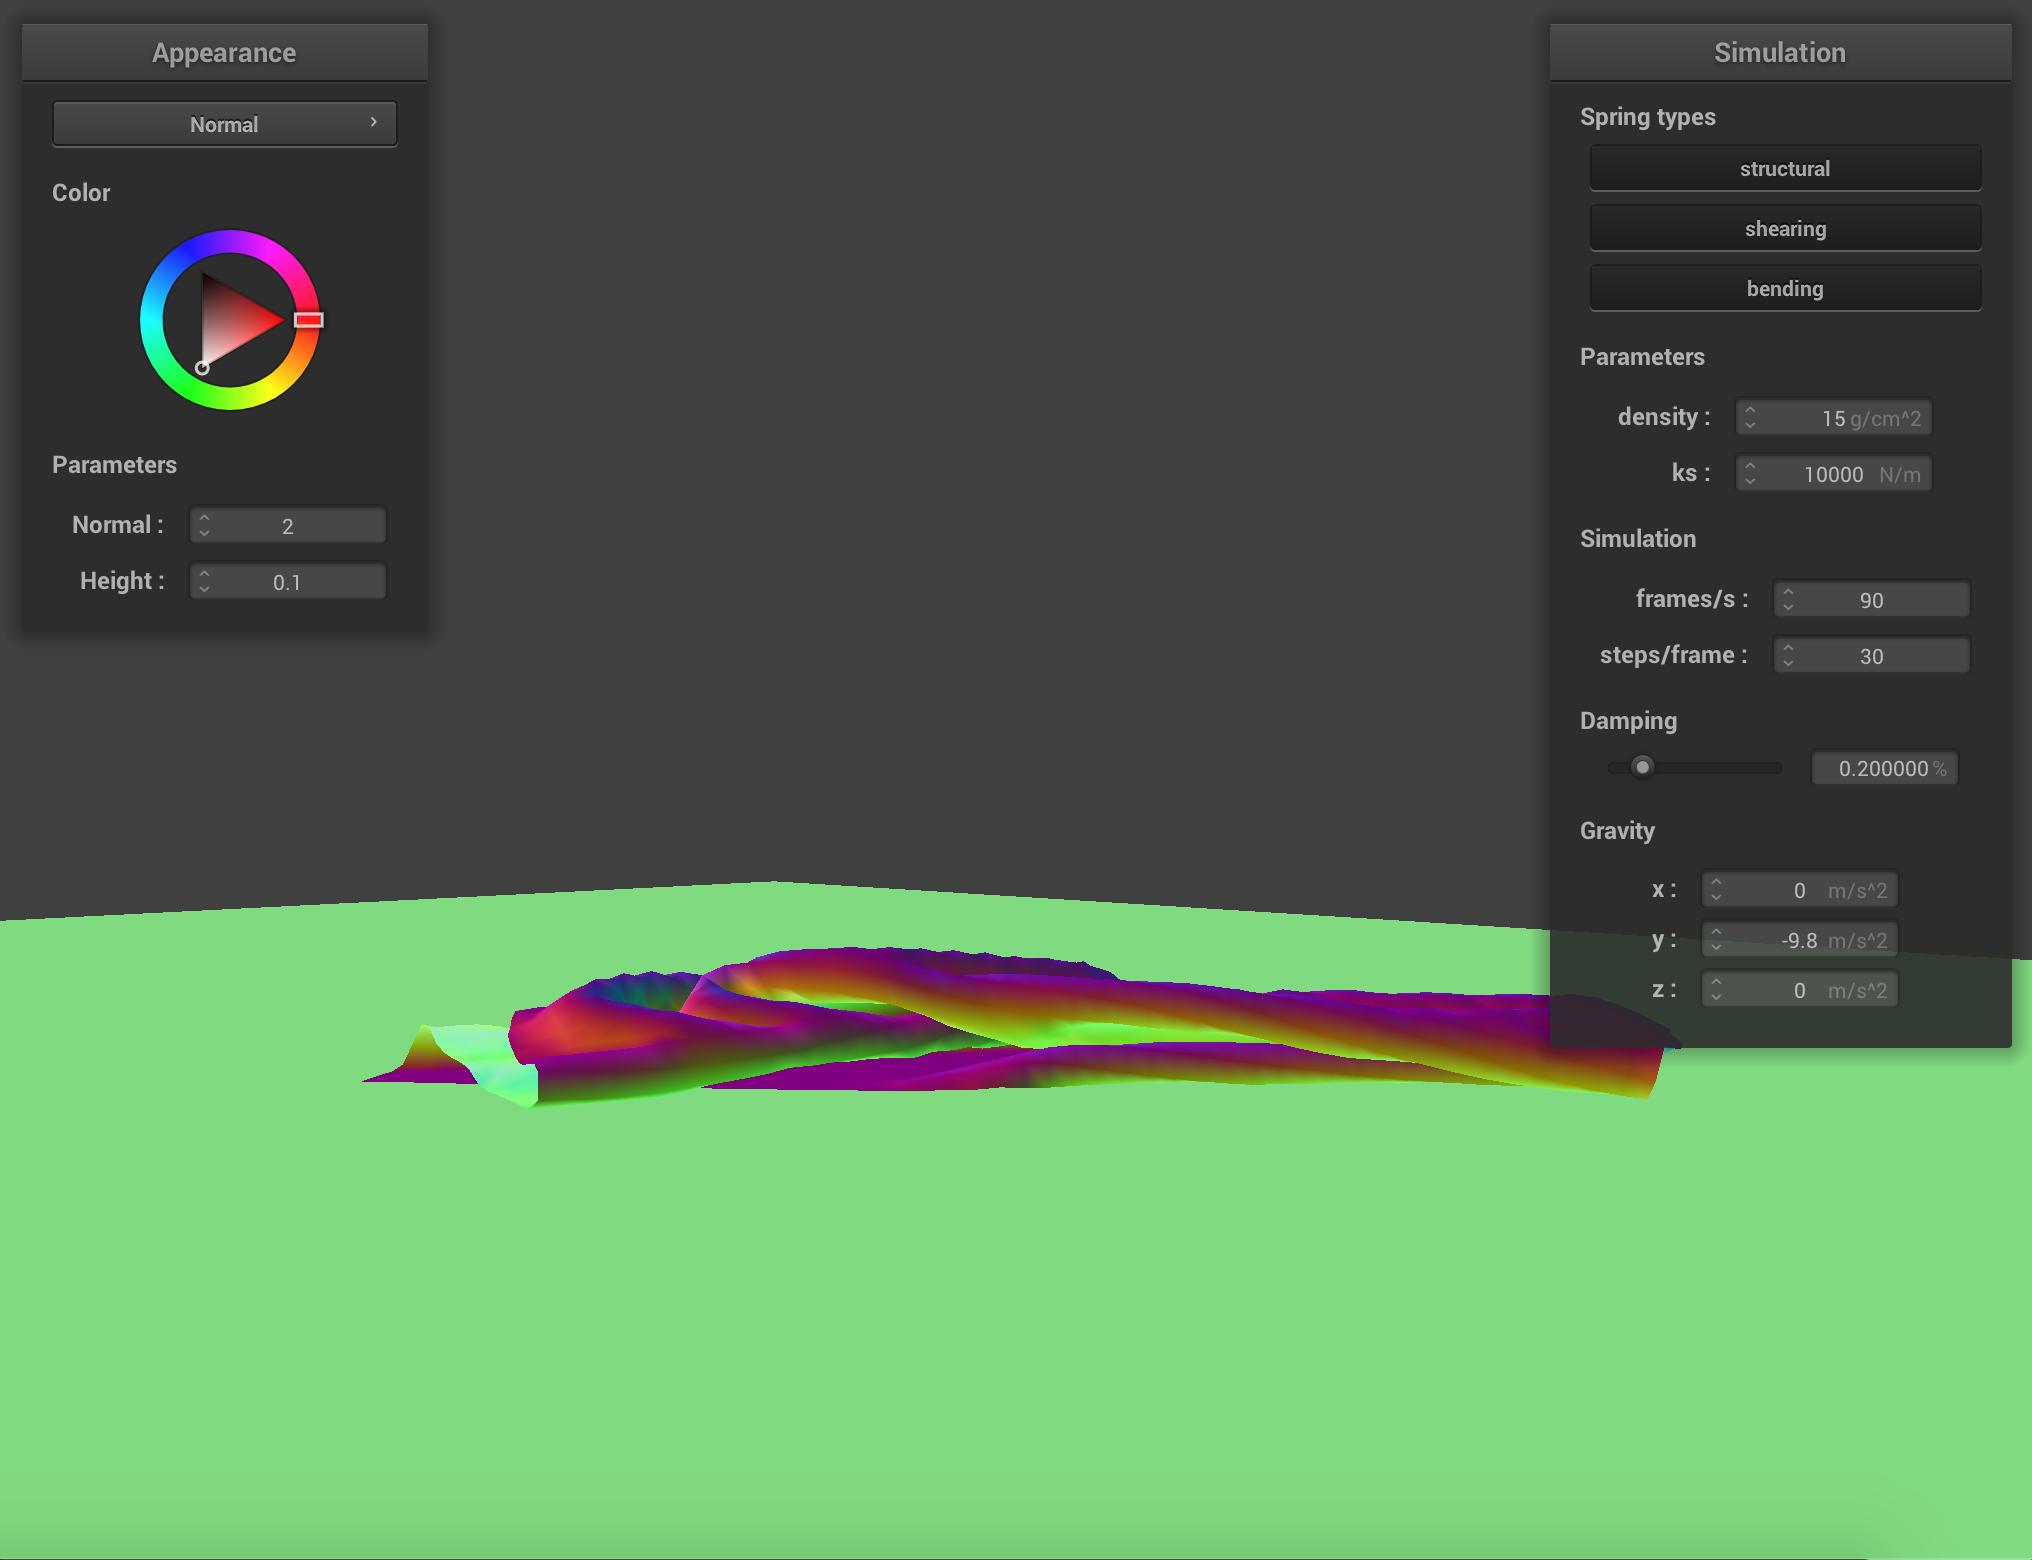 Appearance
Normal
Color
Parameters
Normal : 2
Height : 0.1
Simulation
Spring types
structural
shearing
bending
Parameters
density : 15 g/cm^2
ks : 10000 N/m
Simulation
frames/s : 90
steps/frame : 30
Damping
0.200000 %
Gravity
x : 0 m/s^2
y : -9.8 m/s^2
z : 0 m/s^2